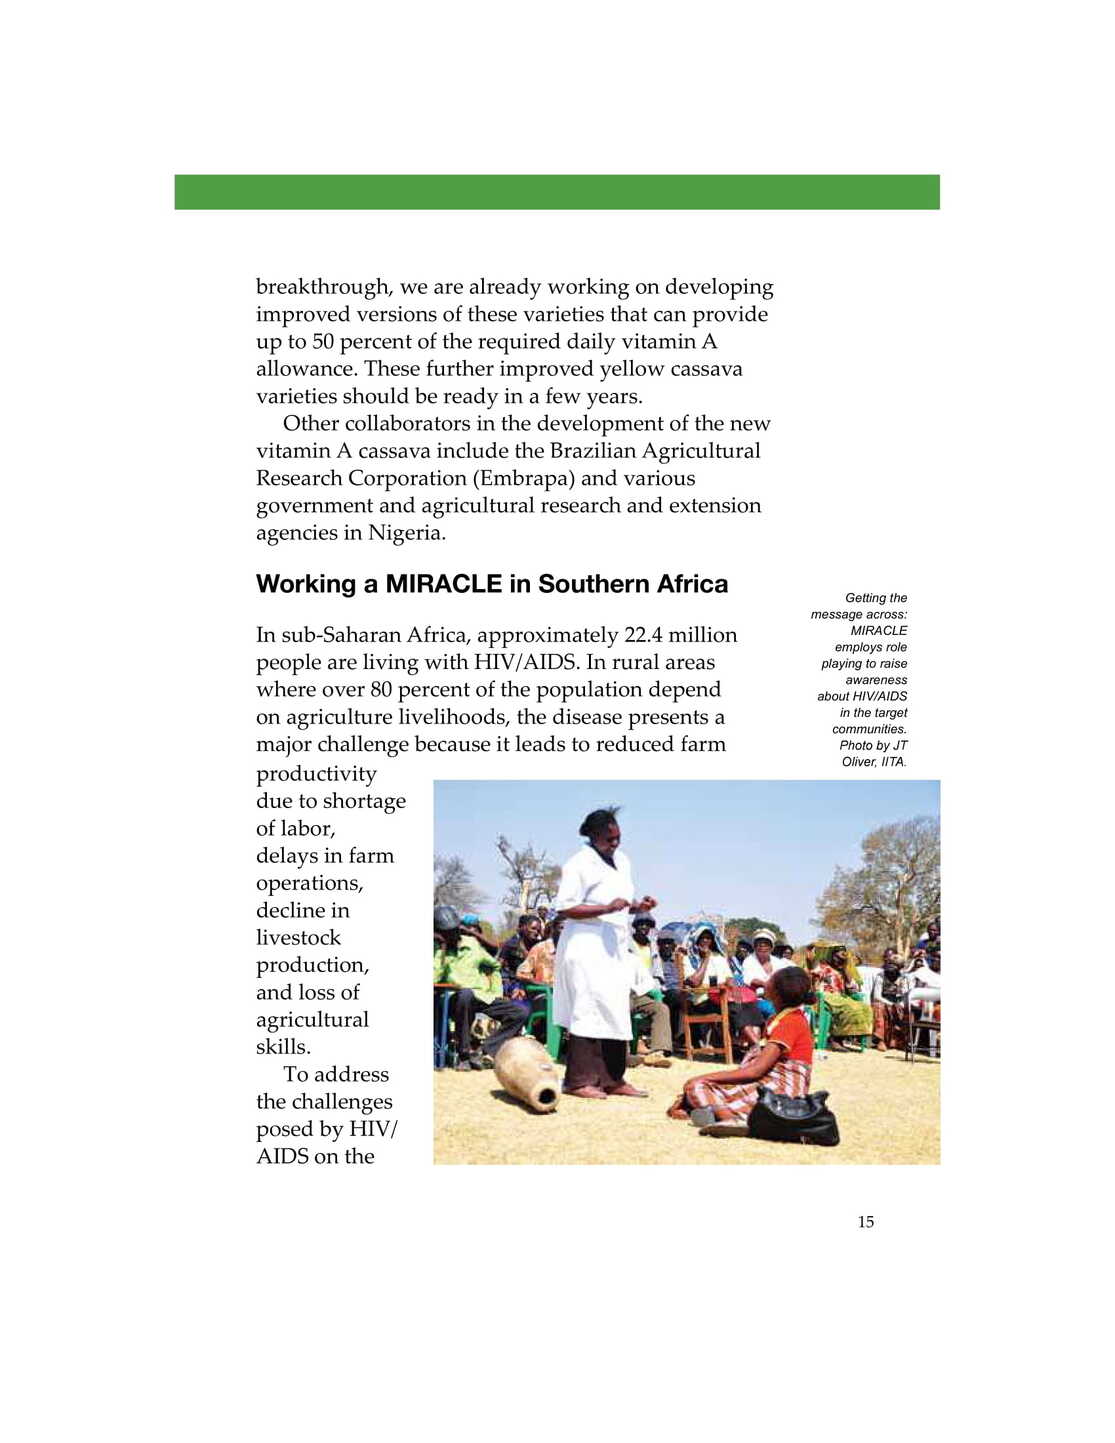 breakthrough, we are already working on developing
improved versions of these varieties that can provide
up to 50 percent of the required daily vitamin A
allowance. These further improved yellow cassava
varieties should be ready in a few years.
Other collaborators in the development of the new
vitamin A cassava include the Brazilian Agricultural
Research Corporation (Embrapa) and various
government and agricultural research and extension
agencies in Nigeria.
Working a MIRACLE in Southern Africa
In sub-Saharan Africa, approximately 22.4 million
people are living with HIV/AIDS. In rural areas
where over 80 percent of the population depend
on agriculture livelihoods, the disease presents a
major challenge because it leads to reduced farm
productivity
due to shortage
of labor,
delays in farm
operations,
decline in
livestock
production,
and loss of
agricultural
skills.
To address
the challenges
posed by HIV/
AIDS on the
Getting the
message across:
MIRACLE
employs role
playing to raise
awareness
about HIV/AIDS
in the target
communities.
Photo by JT
Oliver, IITA.
15